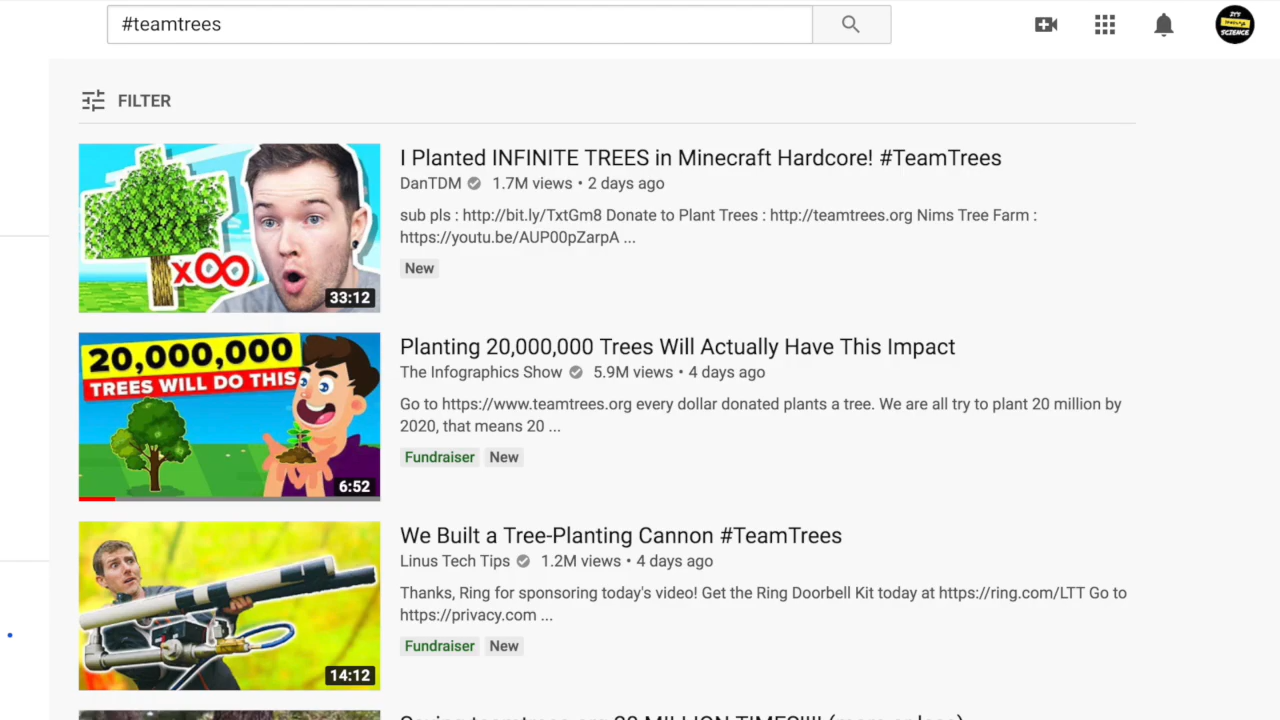 #teamtrees
IT'S
SCIENCE
FILTER
x∞
33:12
I Planted INFINITE TREES in Minecraft Hardcore! #TeamTrees
DanTDM 1.7M views • 2 days ago
sub pls : http://bit.ly/TxtGm8 Donate to Plant Trees : http://teamtrees.org Nims Tree Farm :
https://youtu.be/AUP00pZarpA ...
New
20,000,000
TREES WILL DO THIS
6:52
Planting 20,000,000 Trees Will Actually Have This Impact
The Infographics Show 5.9M views • 4 days ago
Go to https://www.teamtrees.org every dollar donated plants a tree. We are all try to plant 20 million by
2020, that means 20 ...
Fundraiser New
14:12
We Built a Tree-Planting Cannon #TeamTrees
Linus Tech Tips 1.2M views • 4 days ago
Thanks, Ring for sponsoring today's video! Get the Ring Doorbell Kit today at https://ring.com/LTT Go to
https://privacy.com ...
Fundraiser New